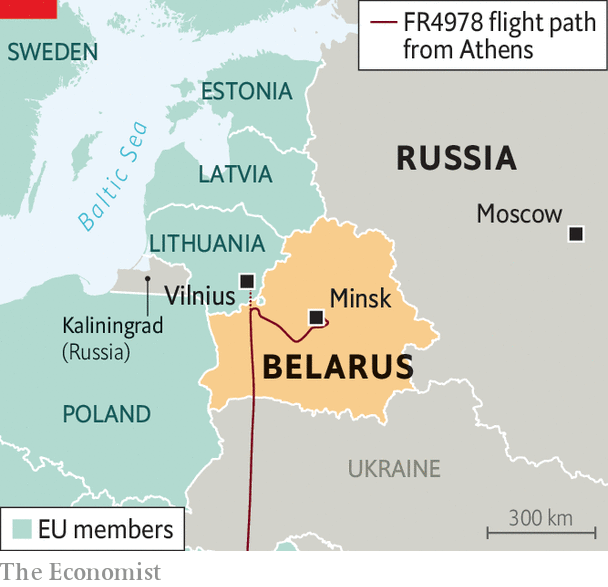 FR4978 flight path
from Athens
SWEDEN
ESTONIA
Baltic Sea
LATVIA
RUSSIA
Moscow
LITHUANIA
Vilnius
Minsk
Kaliningrad
(Russia)
BELARUS
POLAND
UKRAINE
EU members
300 km
The Economist